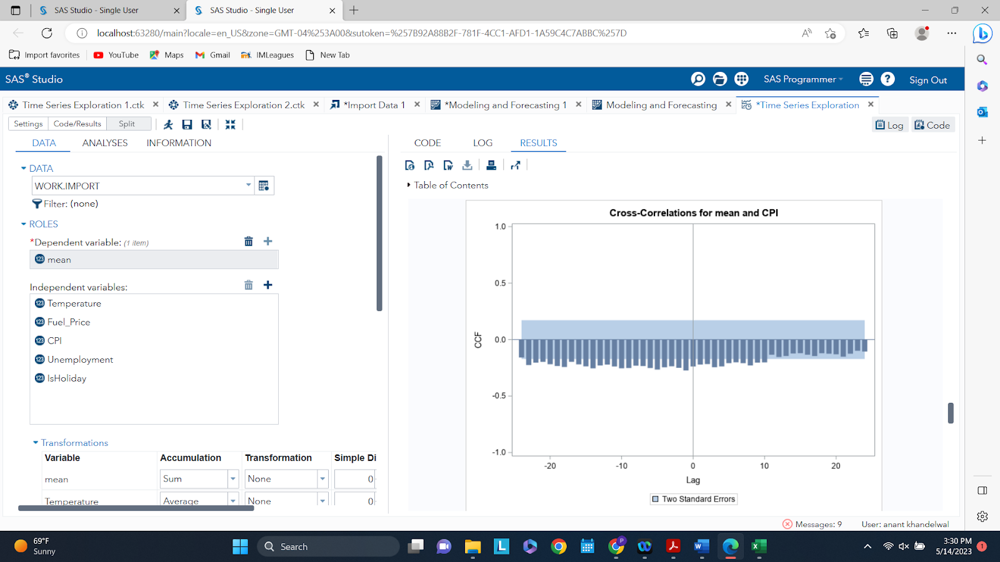 SAS Studio - Single User
SAS Studio - Single User
localhost:63280/main?locale=en_US&zone=GMT-04%253A00&sutoken=%257B92A88B2F-781F-4CC1-AFD1-1A59C4C7ABBC%257D
Import favorites YouTube Maps Gmail IMLeagues New Tab
SAS® Studio SAS Programmer Sign Out
Time Series Exploration 1.ctk Time Series Exploration 2.ctk *Import Data 1 *Modeling and Forecasting 1 Modeling and Forecasting *Time Series Exploration
Settings Code/Results Split Log Code
DATA ANALYSES INFORMATION
DATA
WORK.IMPORT
Filter: (none)
ROLES
*Dependent variable: (1 item)
123 mean
Independent variables:
123 Temperature
123 Fuel_Price
123 CPI
123 Unemployment
123 IsHoliday
Transformations
Variable Accumulation Transformation Simple Di
mean Sum None 0
Temperature Average None 0
CODE LOG RESULTS
Table of Contents
Cross-Correlations for mean and CPI
1.0
0.5
0.0
-0.5
-1.0
CCF
-20 -10 0 10 20
Lag
Two Standard Errors
Messages: 9 User: anant khandelwal
69°F
Sunny
Search
3:30 PM
5/14/2023
1